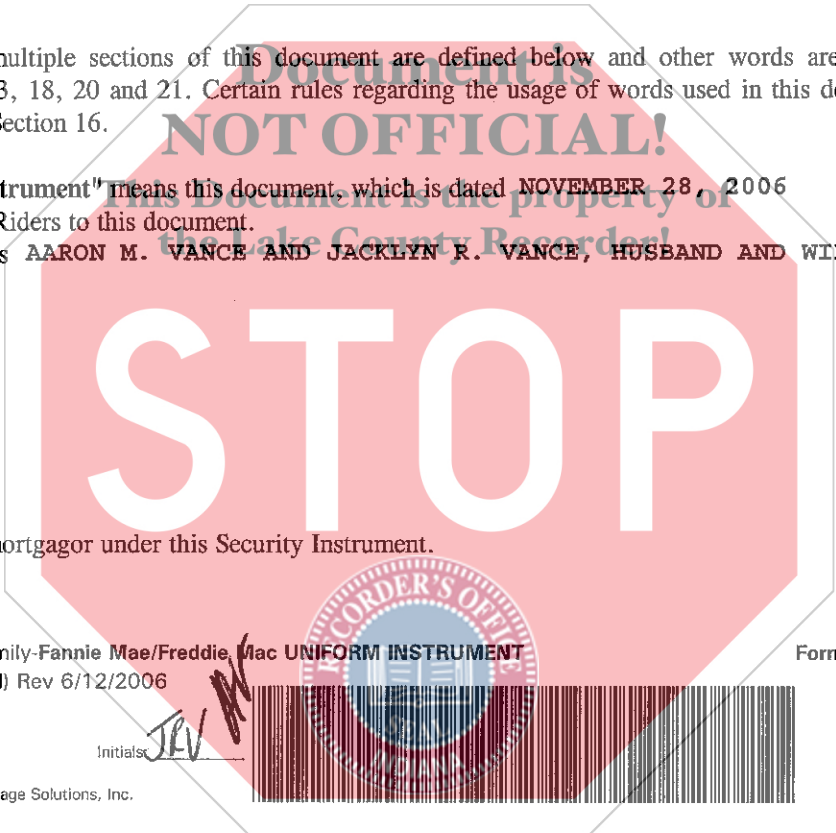 Document is
multiple sections of this document are defined below and other words are
3, 18, 20 and 21. Certain rules regarding the usage of words used in this
Section 16.
NOT OFFICIAL!
trument" means this document, which is dated NOVEMBER 28, 2006
This Document is the property of
Riders to this document.
the Lake County Recorder!
AARON M. VANCE AND JACKLYN R. VANCE, HUSBAND AND
STOP
ortgagor under this Security Instrument.
RECORDER'S OFFICE
SEAL
INDIANA
mily-Fannie Mae/Freddie Mac UNIFORM INSTRUMENT Form
) Rev 6/12/2006
Initials: JRV
age Solutions, Inc.